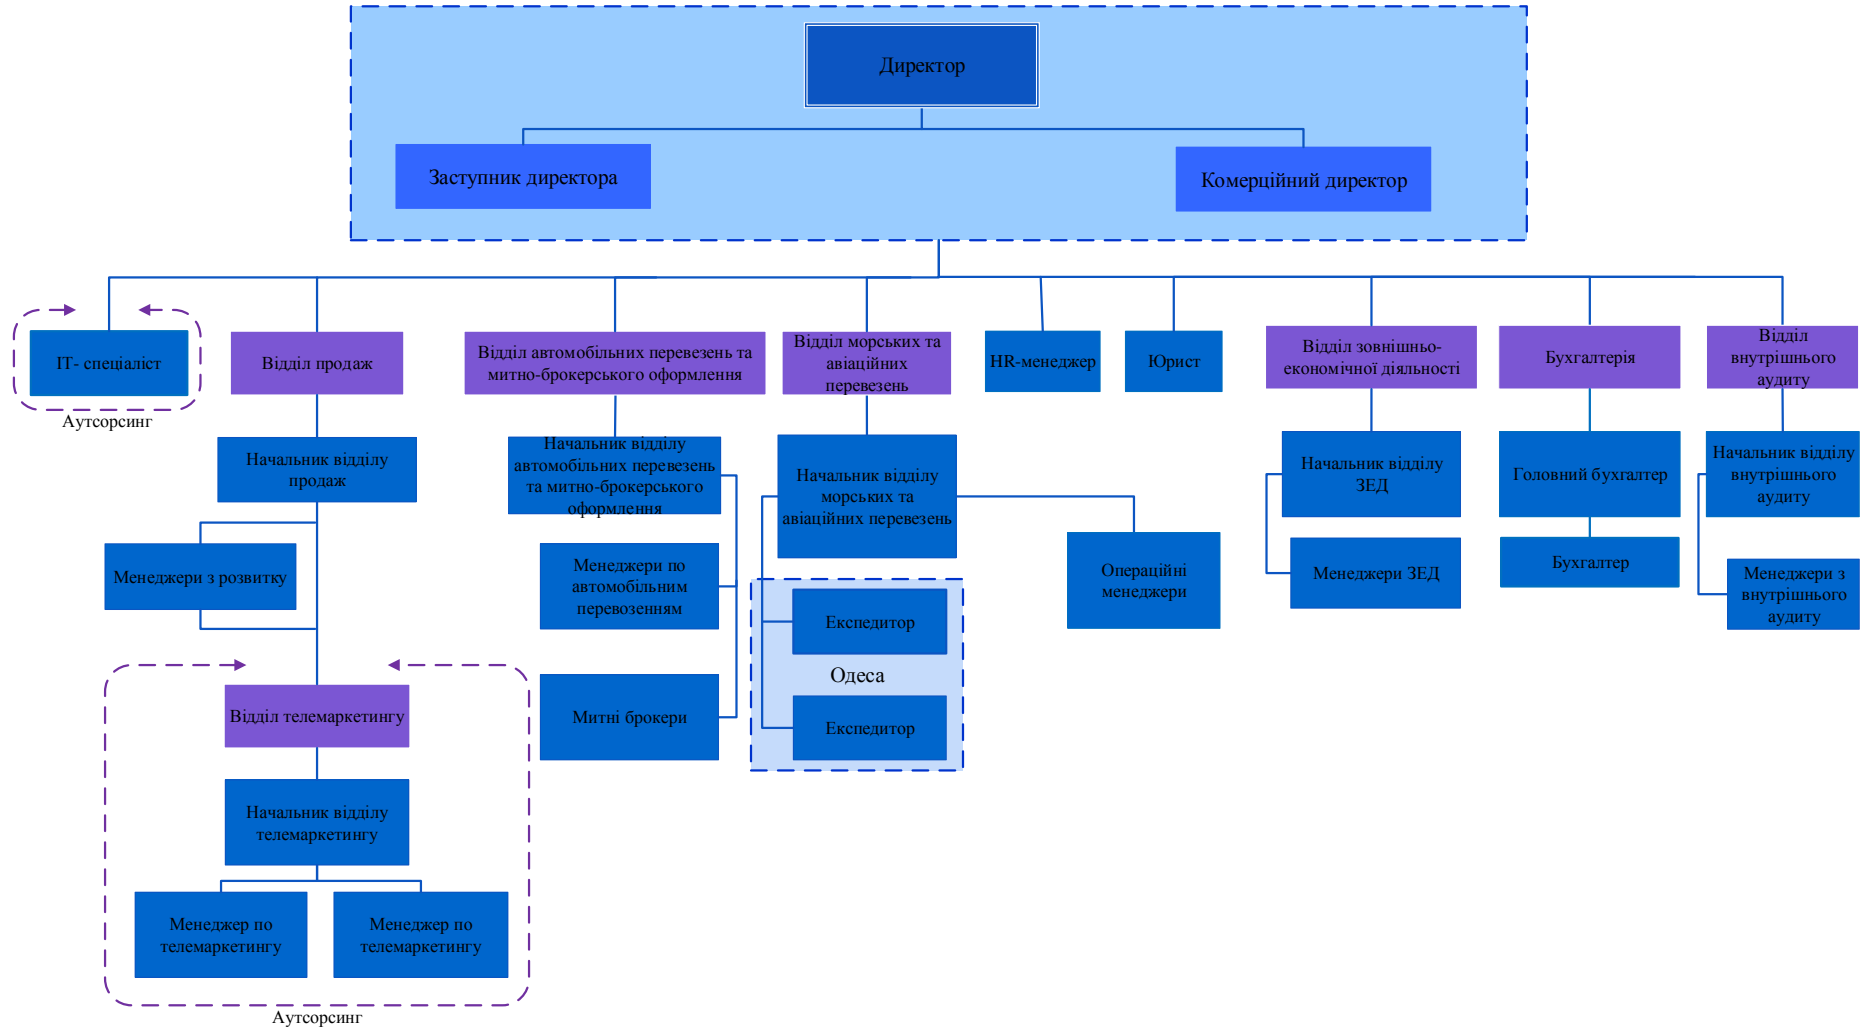 Директор
Заступник директора
Комерційний директор
ІТ- спеціаліст
Аутсорсинг
Відділ продаж
Відділ автомобільних перевезень та
митно-брокерського оформлення
Відділ морських та
авіаційних
перевезень
HR-менеджер
Юрист
Відділ зовнішньо-
економічної діяльності
Бухгалтерія
Відділ
внутрішнього
аудиту
Начальник відділу
продаж
Начальник відділу
автомобільних перевезень
та митно-брокерського
оформлення
Начальник відділу
морських та
авіаційних перевезень
Начальник відділу
ЗЕД
Головний бухгалтер
Начальник відділу
внутрішнього
аудиту
Менеджери з розвитку
Менеджери по
автомобільним
перевозенням
Операційні
менеджери
Менеджери ЗЕД
Бухгалтер
Менеджери з
внутрішнього
аудиту
Експедитор
Одеса
Експедитор
Митні брокери
Відділ телемаркетингу
Начальник відділу
телемаркетингу
Менеджер по
телемаркетингу
Менеджер по
телемаркетингу
Аутсорсинг